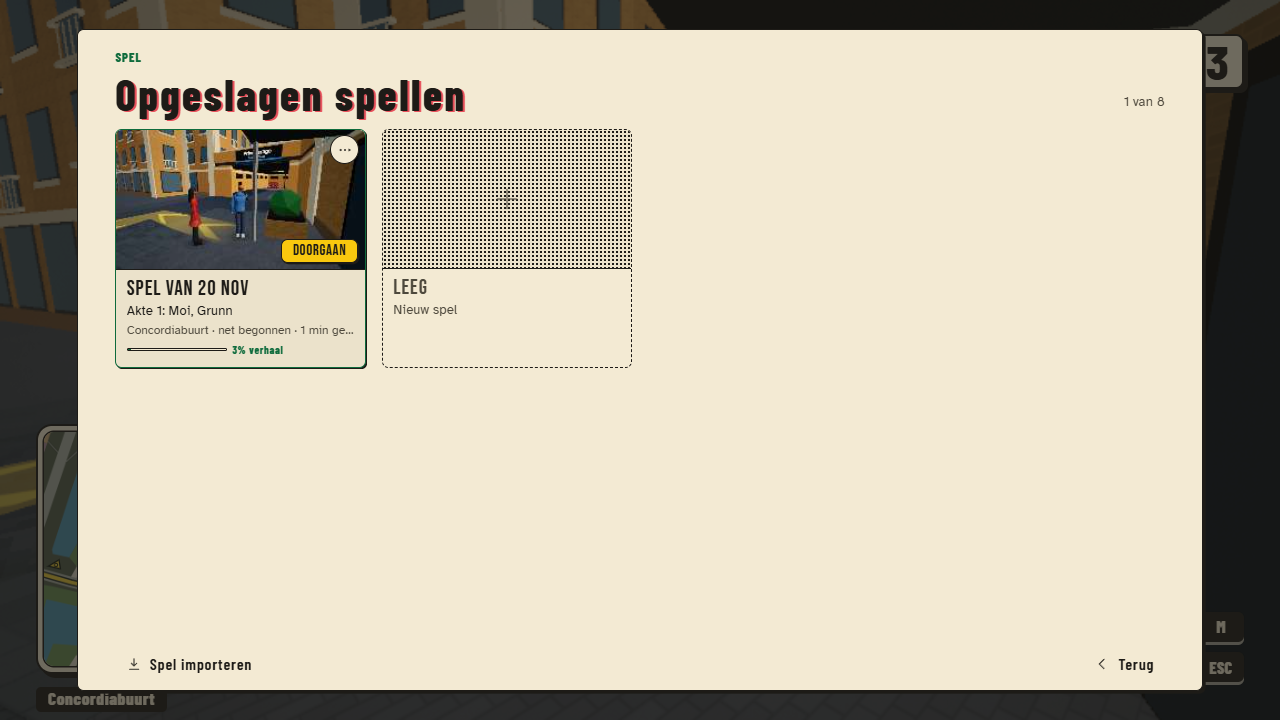 3
SPEL
Opgeslagen spellen
1 van 8
DOORGAAN
SPEL VAN 20 NOV
Akte 1: Moi, Grunn
Concordiabuurt · net begonnen · 1 min ge...
3% verhaal
LEEG
Nieuw spel
M
Spel importeren
Terug
ESC
Concordiabuurt